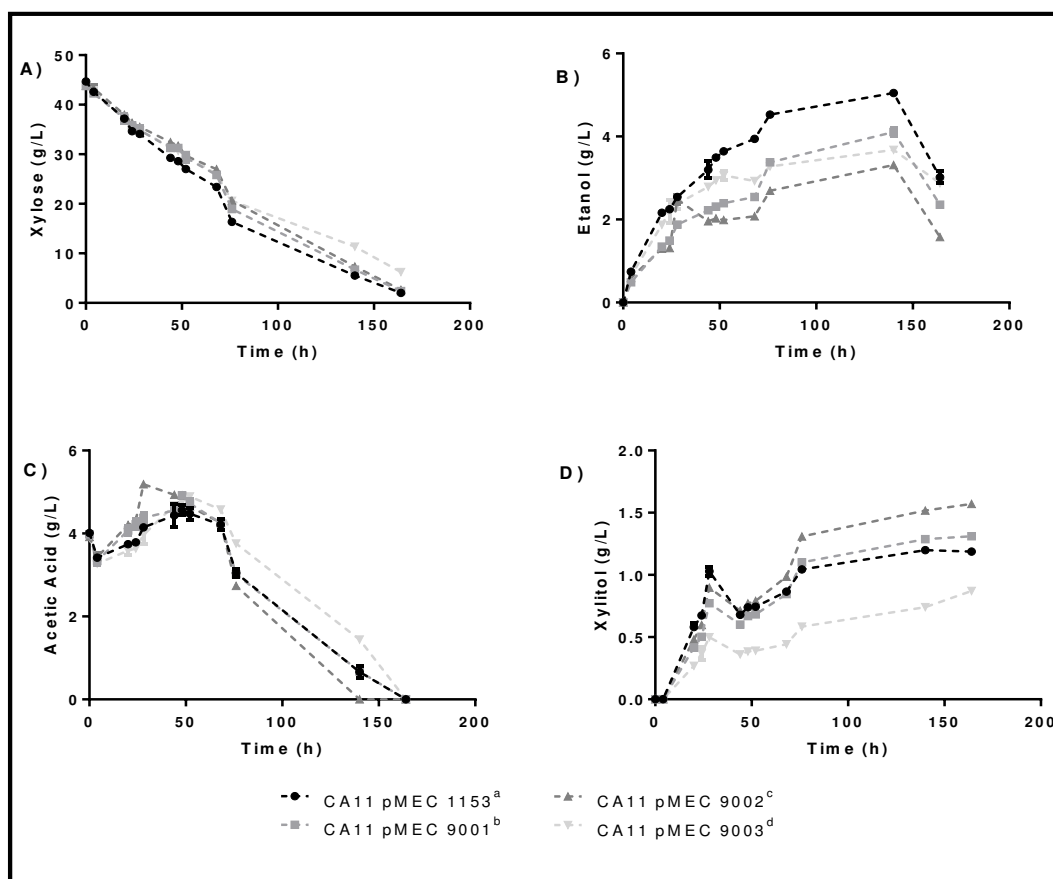 A)
Xylose (g/L)
50
40
30
20
10
0
0 50 100 150 200
Time (h)
B)
Etanol (g/L)
6
4
2
0
0 50 100 150 200
Time (h)
C)
Acetic Acid (g/L)
6
4
2
0
0 50 100 150 200
Time (h)
D)
Xylitol (g/L)
2.0
1.5
1.0
0.5
0.0
0 50 100 150 200
Time (h)
CA11 pMEC 1153a
CA11 pMEC 9001b
CA11 pMEC 9002c
CA11 pMEC 9003d